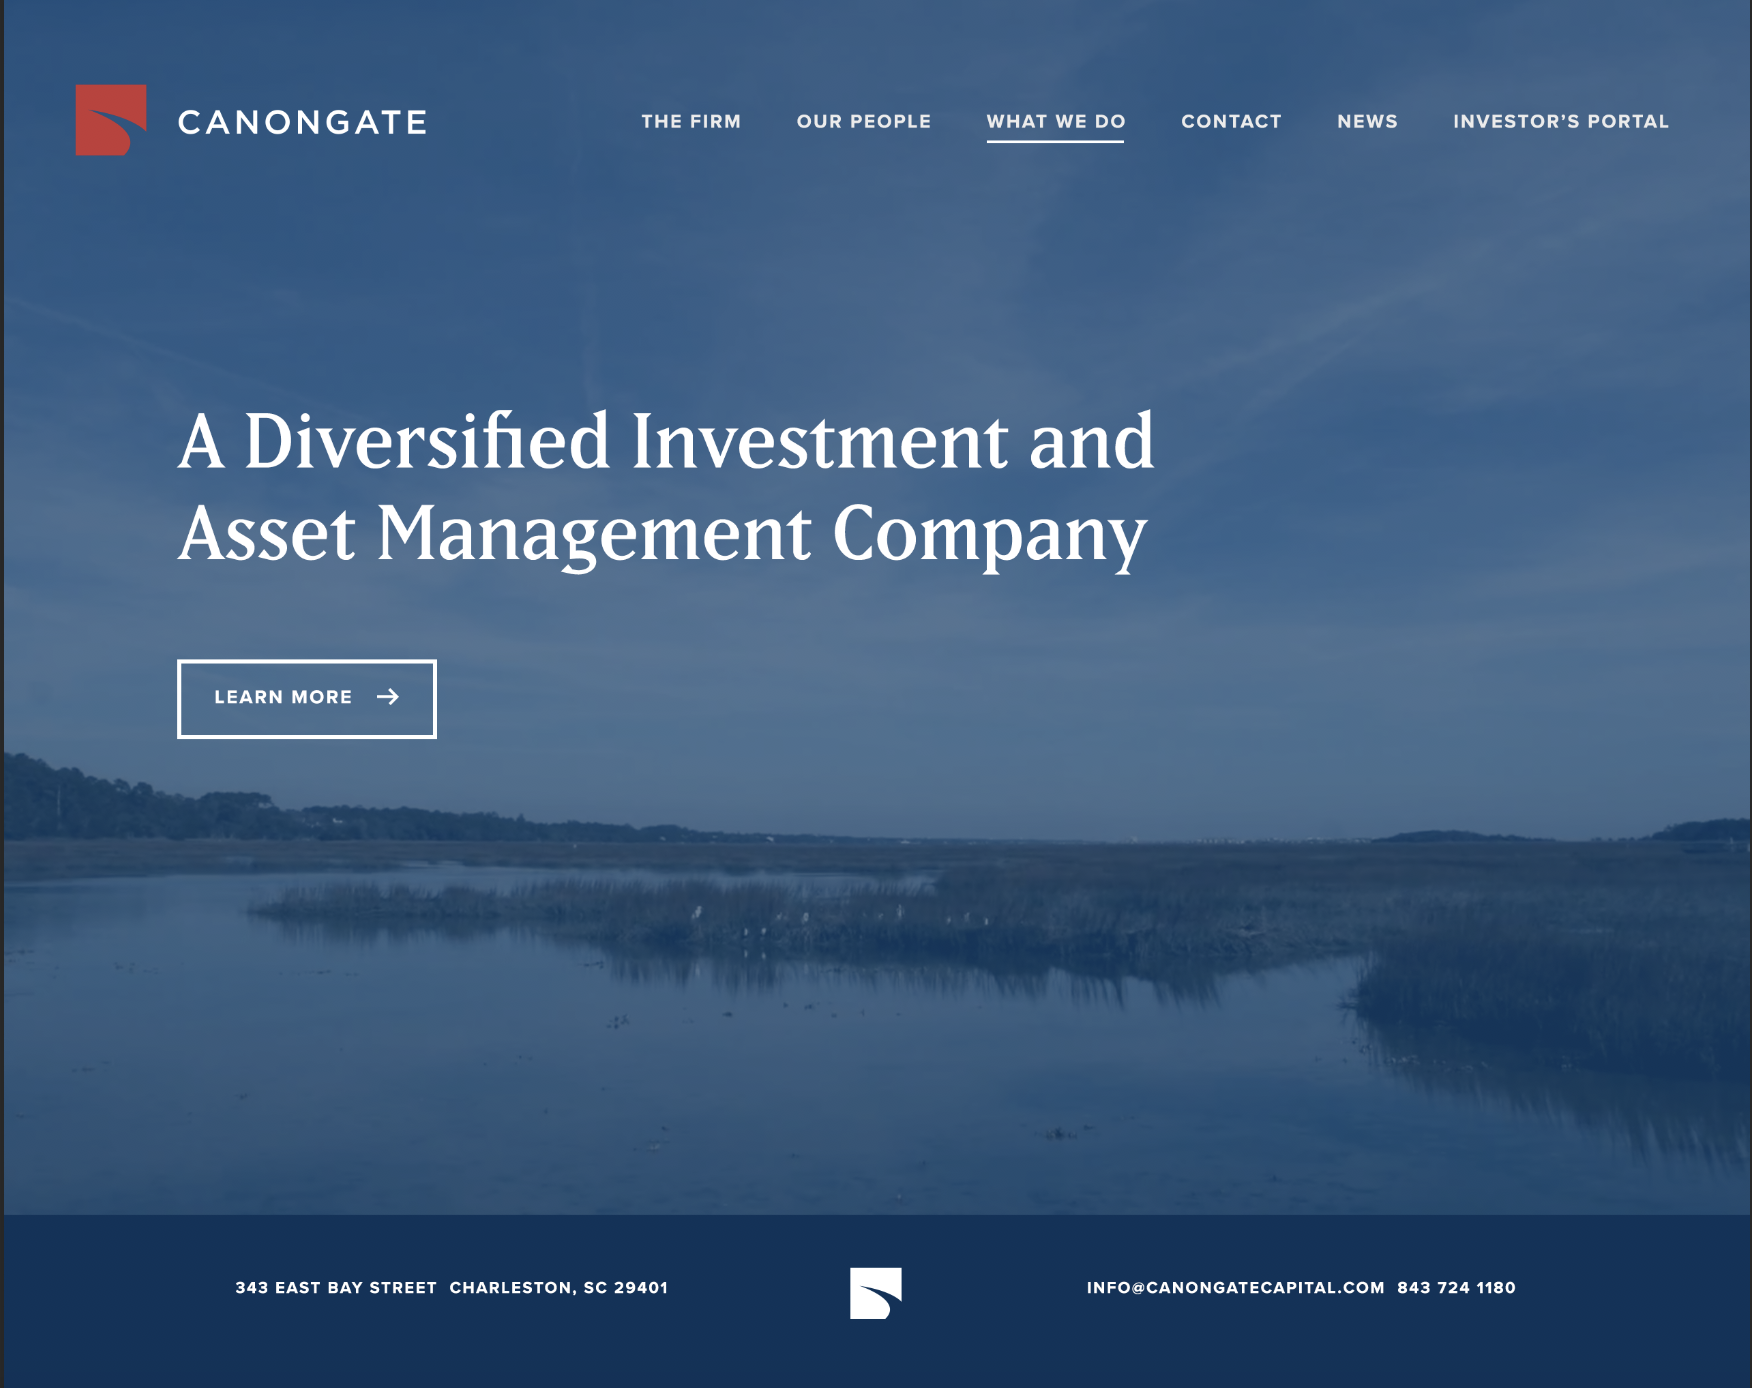 CANONGATE
THE FIRM
OUR PEOPLE
WHAT WE DO
CONTACT
NEWS
INVESTOR’S PORTAL
A Diversified Investment and
Asset Management Company
LEARN MORE →
343 EAST BAY STREET CHARLESTON, SC 29401
INFO@CANONGATECAPITAL.COM 843 724 1180